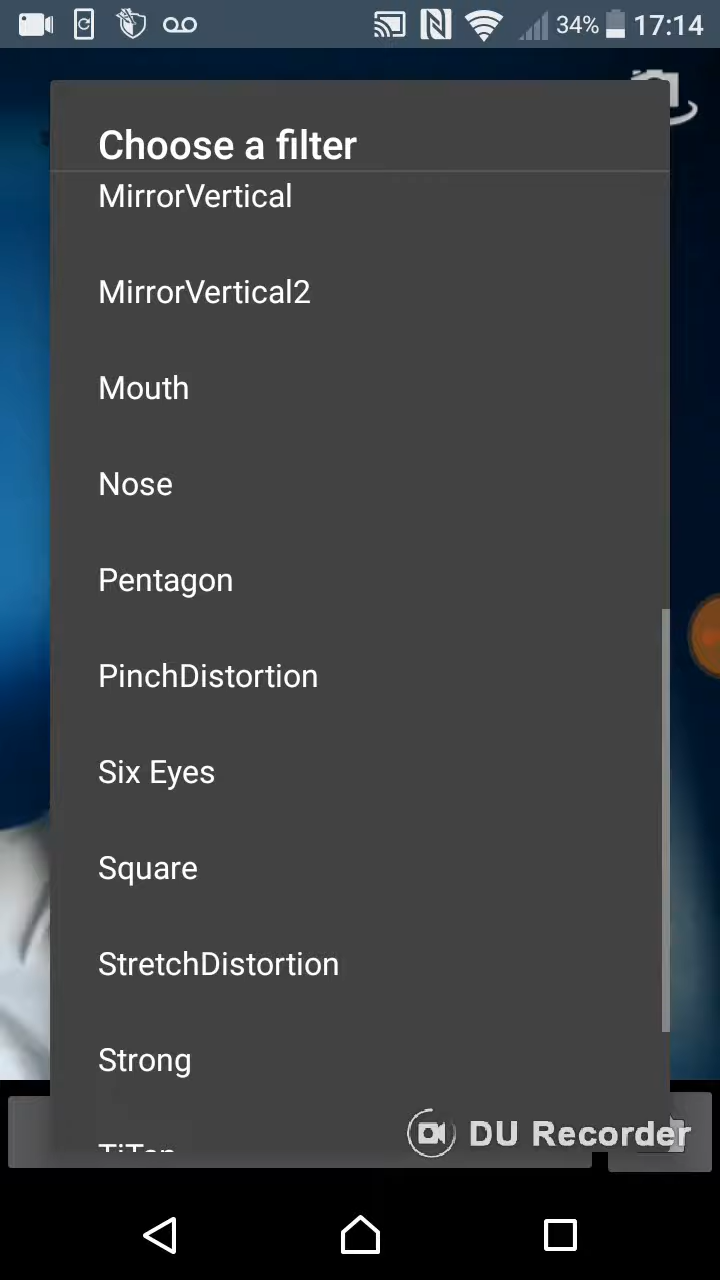 34% 17:14
Choose a filter
MirrorVertical
MirrorVertical2
Mouth
Nose
Pentagon
PinchDistortion
Six Eyes
Square
StretchDistortion
Strong
DU Recorder